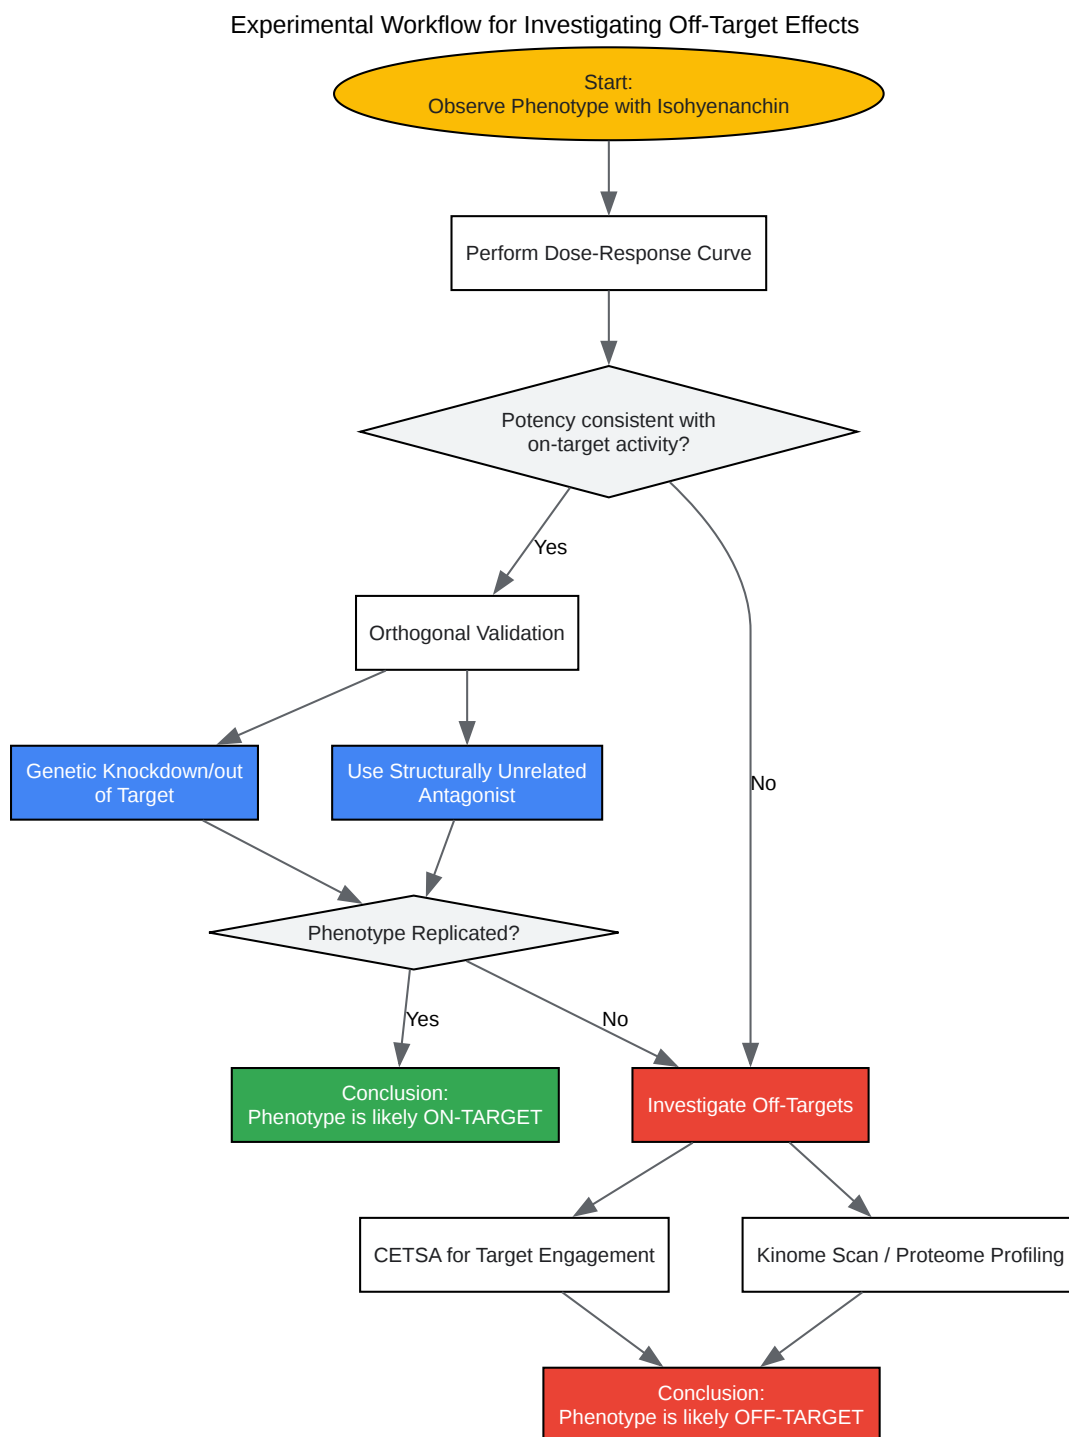 Experimental Workflow for Investigating Off-Target Effects
Start:
Observe Phenotype with Isohyenanchin
Perform Dose-Response Curve
Potency consistent with
on-target activity?
Yes
Orthogonal Validation
Genetic Knockdown/out
of Target
Use Structurally Unrelated
Antagonist
No
Phenotype Replicated?
Yes
No
Conclusion:
Phenotype is likely ON-TARGET
Investigate Off-Targets
CETSA for Target Engagement
Kinome Scan / Proteome Profiling
Conclusion:
Phenotype is likely OFF-TARGET